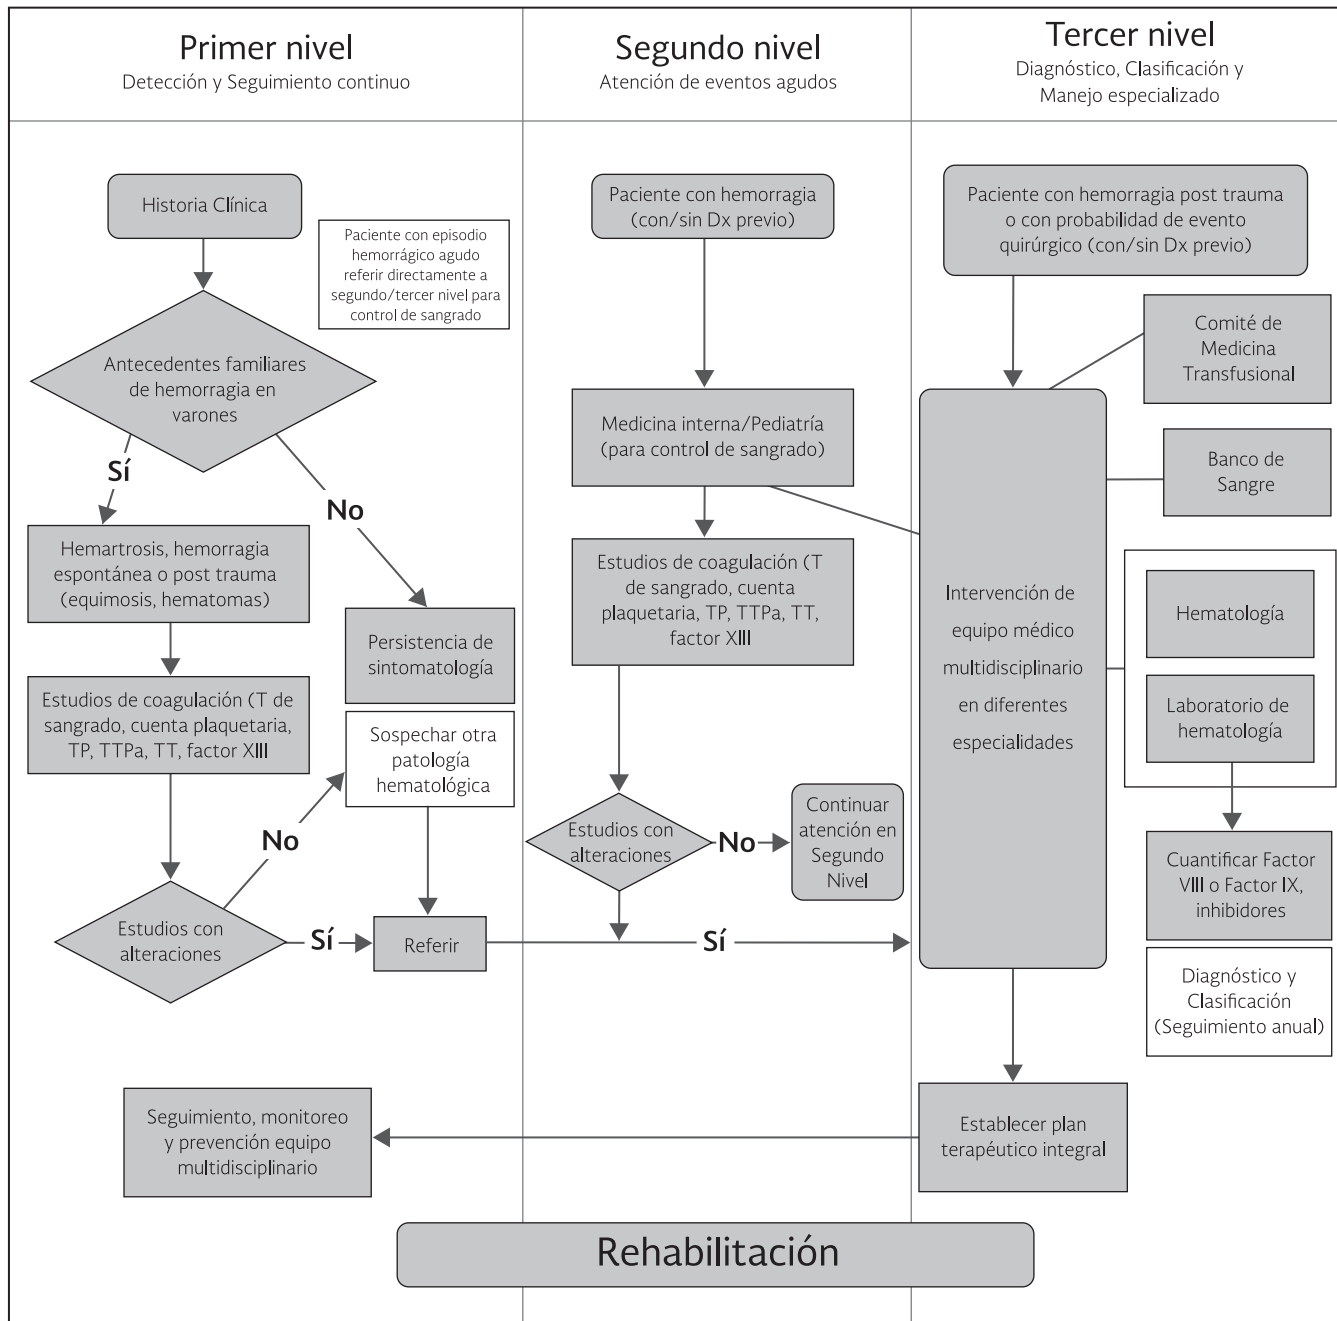 Primer nivel
Detección y Seguimiento continuo
Historia Clínica
Paciente con episodio
hemorrágico agudo
referir directamente a
segundo/tercer nivel para
control de sangrado
Antecedentes familiares
de hemorragia en
varones
Sí
No
Hemartrosis, hemorragia
espontánea o post trauma
(equimosis, hematomas)
Persistencia de
sintomatología
Estudios de coagulación (T de
sangrado, cuenta plaquetaria,
TP, TTPa, TT, factor XIII
Sospechar otra
patología
hematológica
No
Estudios con
alteraciones
Sí
Referir
Seguimiento, monitoreo
y prevención equipo
multidisciplinario
Segundo nivel
Atención de eventos agudos
Paciente con hemorragia
(con/sin Dx previo)
Medicina interna/Pediatría
(para control de sangrado)
Estudios de coagulación (T
de sangrado, cuenta
plaquetaria, TP, TTPa, TT,
factor XIII
Estudios con
alteraciones
No
Continuar
atención en
Segundo
Nivel
Sí
Tercer nivel
Diagnóstico, Clasificación y
Manejo especializado
Paciente con hemorragia post trauma
o con probabilidad de evento
quirúrgico (con/sin Dx previo)
Comité de
Medicina
Transfusional
Banco de
Sangre
Intervención de
equipo médico
multidisciplinario
en diferentes
especialidades
Hematología
Laboratorio de
hematología
Cuantificar Factor
VIII o Factor IX,
inhibidores
Diagnóstico y
Clasificación
(Seguimiento anual)
Establecer plan
terapéutico integral
Rehabilitación